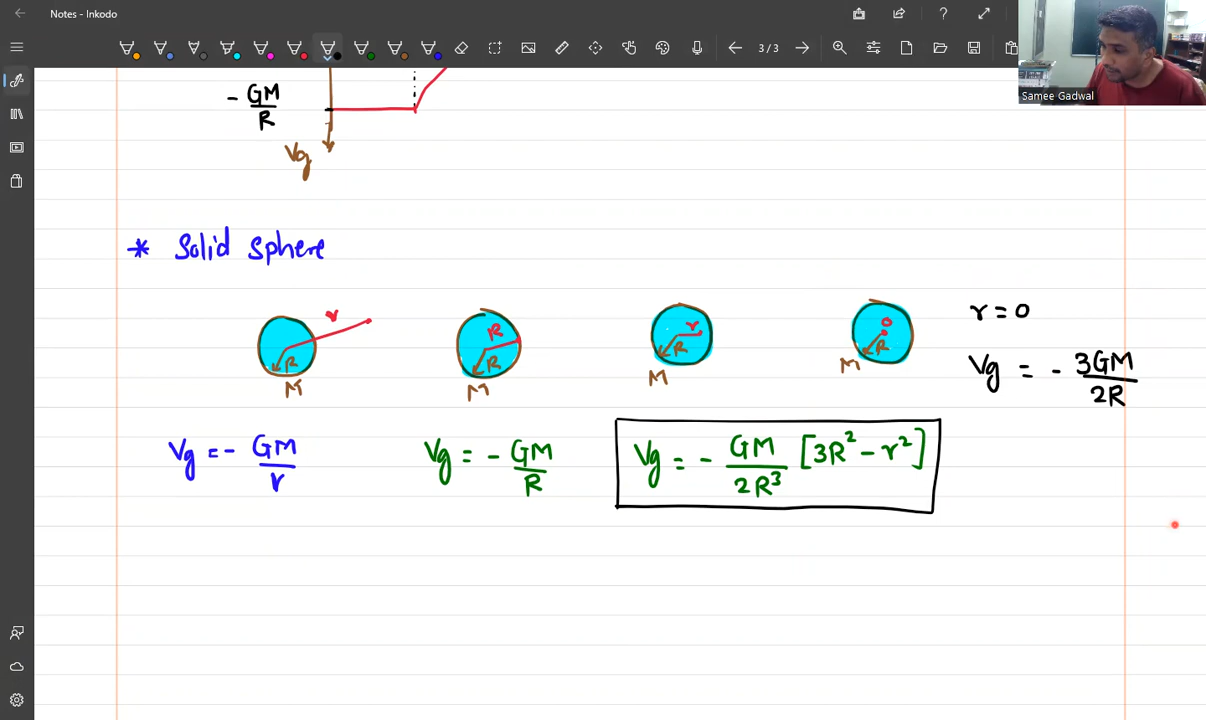 Notes - Inkodo
3 / 3
Samee Gadwal
- GM/R
Vg
* Solid sphere
r
R
M
R
R
M
r
R
M
0
R
M
r = 0
Vg = - 3GM/2R
Vg = - GM/r
Vg = - GM/R
Vg = - GM/2R³ [3R² - r²]